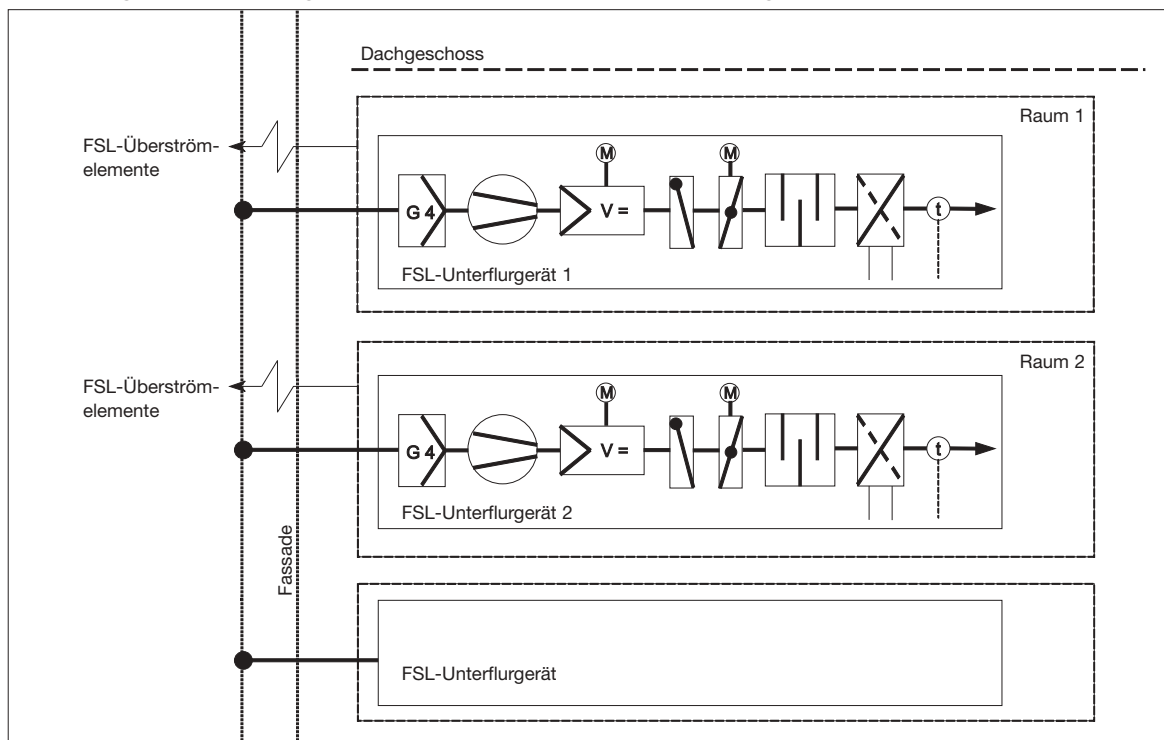 Dachgeschoss
Raum 1
FSL-Überström-
elemente
M
M
G 4
V =
t
FSL-Unterflurgerät 1
Raum 2
FSL-Überström-
elemente
M
M
G 4
V =
t
FSL-Unterflurgerät 2
Fassade
FSL-Unterflurgerät